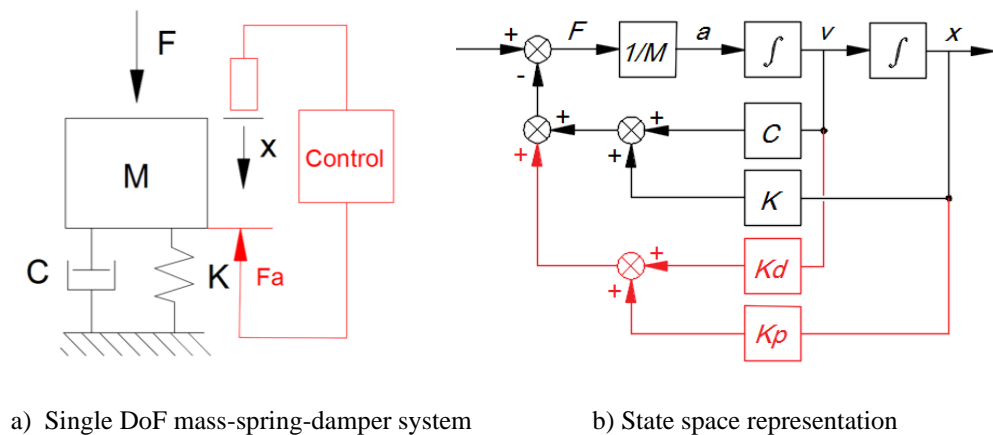 F
x
Control
M
C
K
Fa
a) Single DoF mass-spring-damper system
+
F
1/M
a
∫
v
∫
x
-
+
+
+
C
+
K
+
+
Kd
+
Kp
b) State space representation